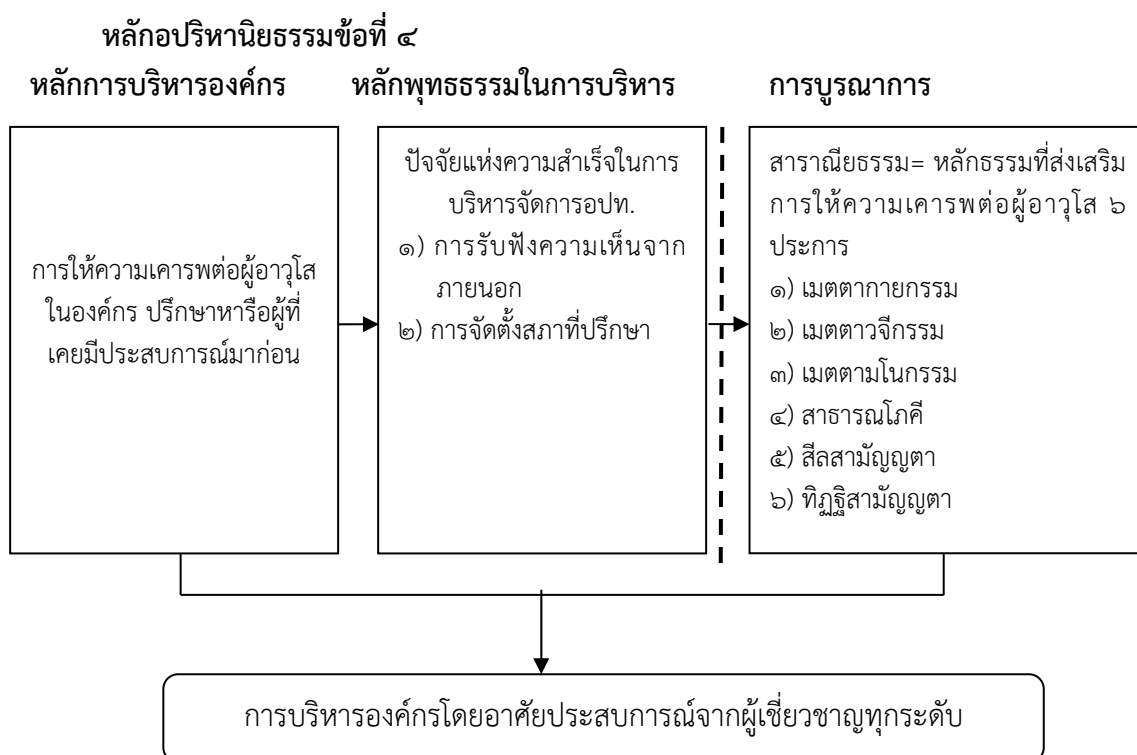 หลักอปริหานิยธรรมข้อที่ ๔
หลักการบริหารองค์กร
หลักพุทธธรรมในการบริหาร
การบูรณาการ
การให้ความเคารพต่อผู้อาวุโส
ในองค์กร ปรึกษาหารือผู้ที่
เคยมีประสบการณ์มาก่อน
ปัจจัยแห่งความสำเร็จในการ
บริหารจัดการอปท.
๑) การรับฟังความเห็นจาก
ภายนอก
๒) การจัดตั้งสภาที่ปรึกษา
สาราณียธรรม= หลักธรรมที่ส่งเสริม
การให้ความเคารพต่อผู้อาวุโส ๖
ประการ
๑) เมตตากายกรรม
๒) เมตตาวจีกรรม
๓) เมตตามโนกรรม
๔) สาธารณโภคี
๕) สีลสามัญญตา
๖) ทิฏฐิสามัญญตา
การบริหารองค์กรโดยอาศัยประสบการณ์จากผู้เชี่ยวชาญทุกระดับ